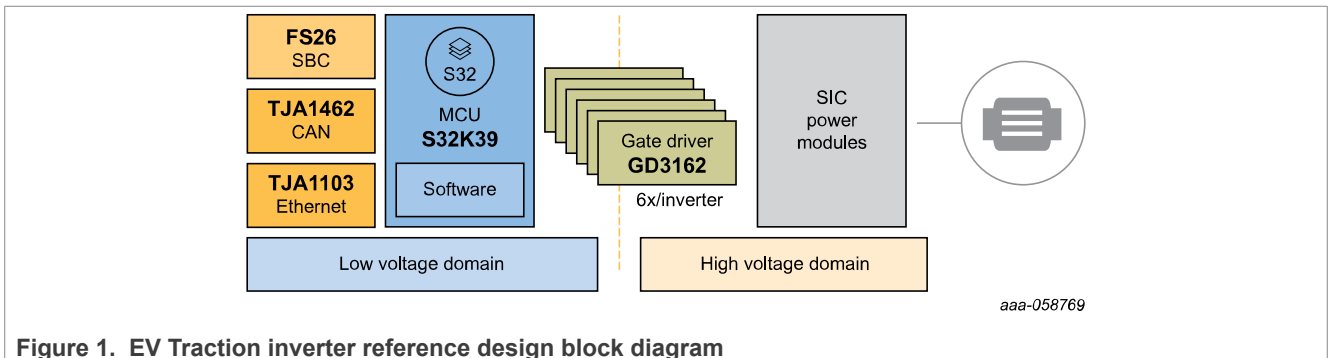 FS26
SBC
TJA1462
CAN
TJA1103
Ethernet
S32
MCU
S32K39
Software
Gate driver
GD3162
6x/inverter
SIC
power
modules
Low voltage domain
High voltage domain
aaa-058769
Figure 1. EV Traction inverter reference design block diagram